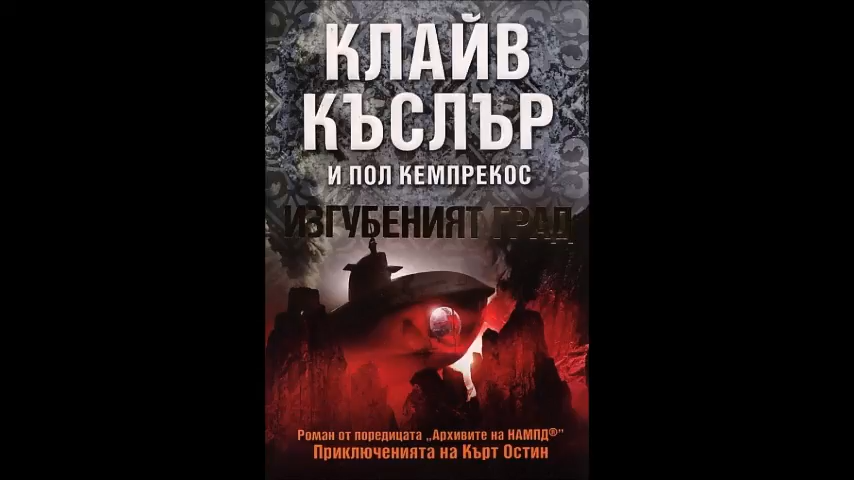 КЛАЙВ
КЪСЛЪР
И ПОЛ КЕМПРЕКОС
ИЗГУБЕНИЯТ ГРАД
Роман от поредицата „Архивите на НАМПД®”
Приключенията на Кърт Остин